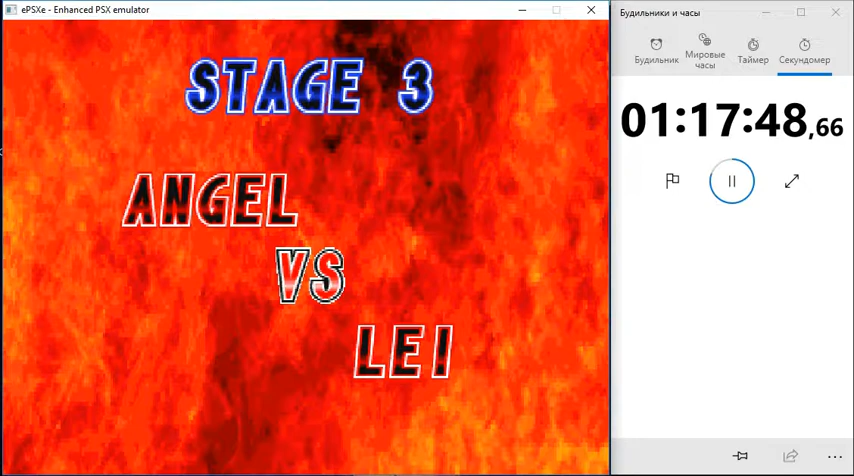 ePSXe - Enhanced PSX emulator
STAGE 3
ANGEL
VS
LEI
Будильники и часы
Будильник
Мировые
часы
Таймер
Секундомер
01:17:48,66